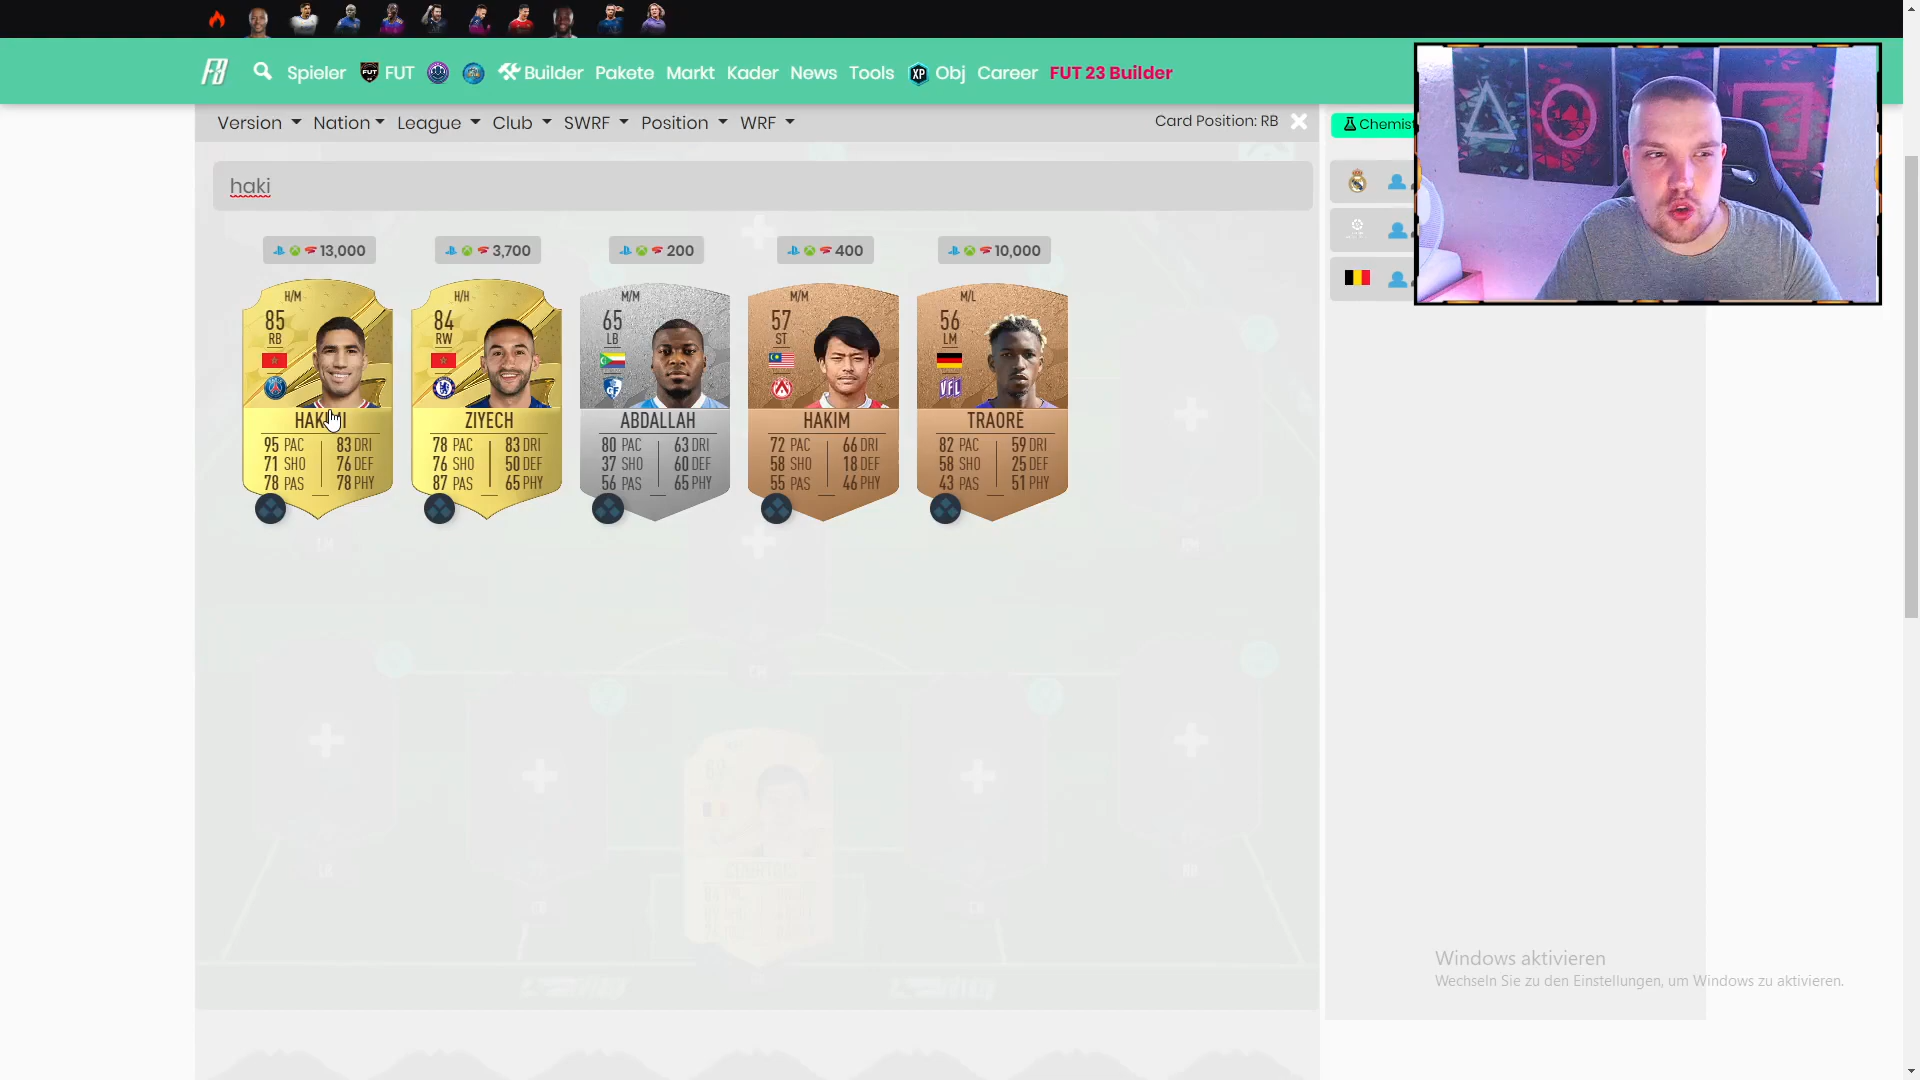 Spieler FUT Builder Pakete Markt Kader News Tools XP Obj Career FUT 23 Builder
Version Nation League Club SWRF Position WRF Card Position: RB
Chemist
haki
13,000 3,700 200 400 10,000
H/M
85
RB
HAKIMI
95 PAC 83 DRI
71 SHO 76 DEF
78 PAS 78 PHY
H/H
84
RW
ZIYECH
78 PAC 83 DRI
76 SHO 50 DEF
87 PAS 65 PHY
M/M
65
LB
ABDALLAH
80 PAC 63 DRI
37 SHO 60 DEF
56 PAS 65 PHY
M/M
57
ST
HAKIM
72 PAC 66 DRI
58 SHO 18 DEF
55 PAS 46 PHY
M/L
56
LM
TRAORÉ
82 PAC 59 DRI
58 SHO 25 DEF
43 PAS 51 PHY
Windows aktivieren
Wechseln Sie zu den Einstellungen, um Windows zu aktivieren.